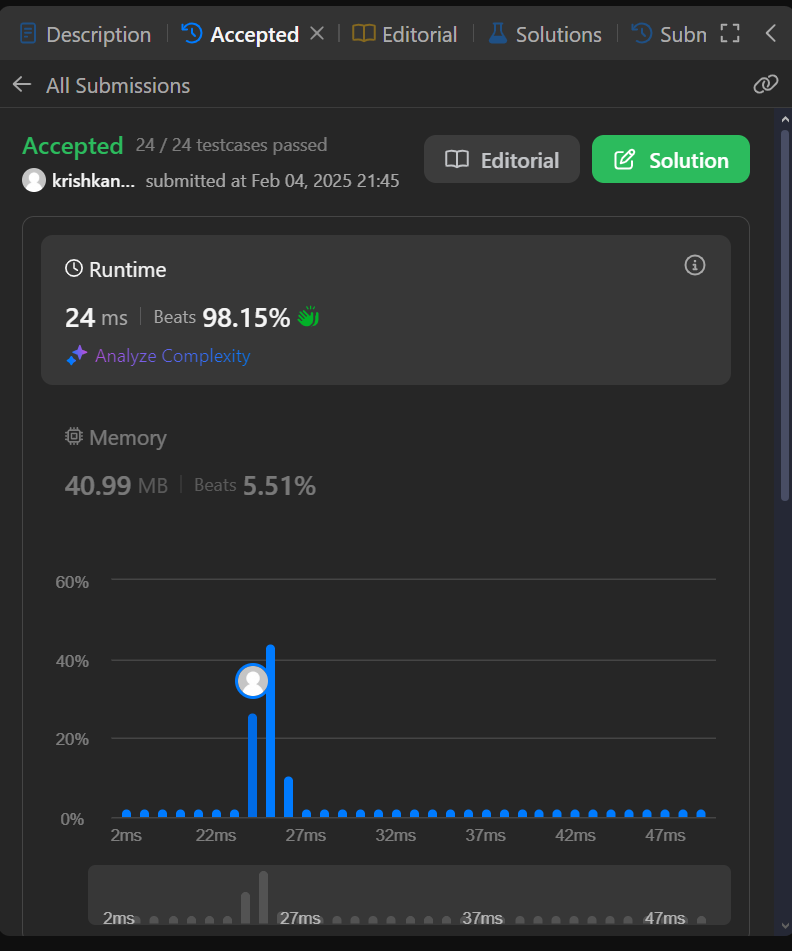 Description Accepted Editorial Solutions Subn
All Submissions
Accepted 24 / 24 testcases passed
krishkan... submitted at Feb 04, 2025 21:45
Editorial
Solution
Runtime
24 ms Beats 98.15%
Analyze Complexity
Memory
40.99 MB Beats 5.51%
60%
40%
20%
0%
2ms 22ms 27ms 32ms 37ms 42ms 47ms
2ms 27ms 37ms 47ms